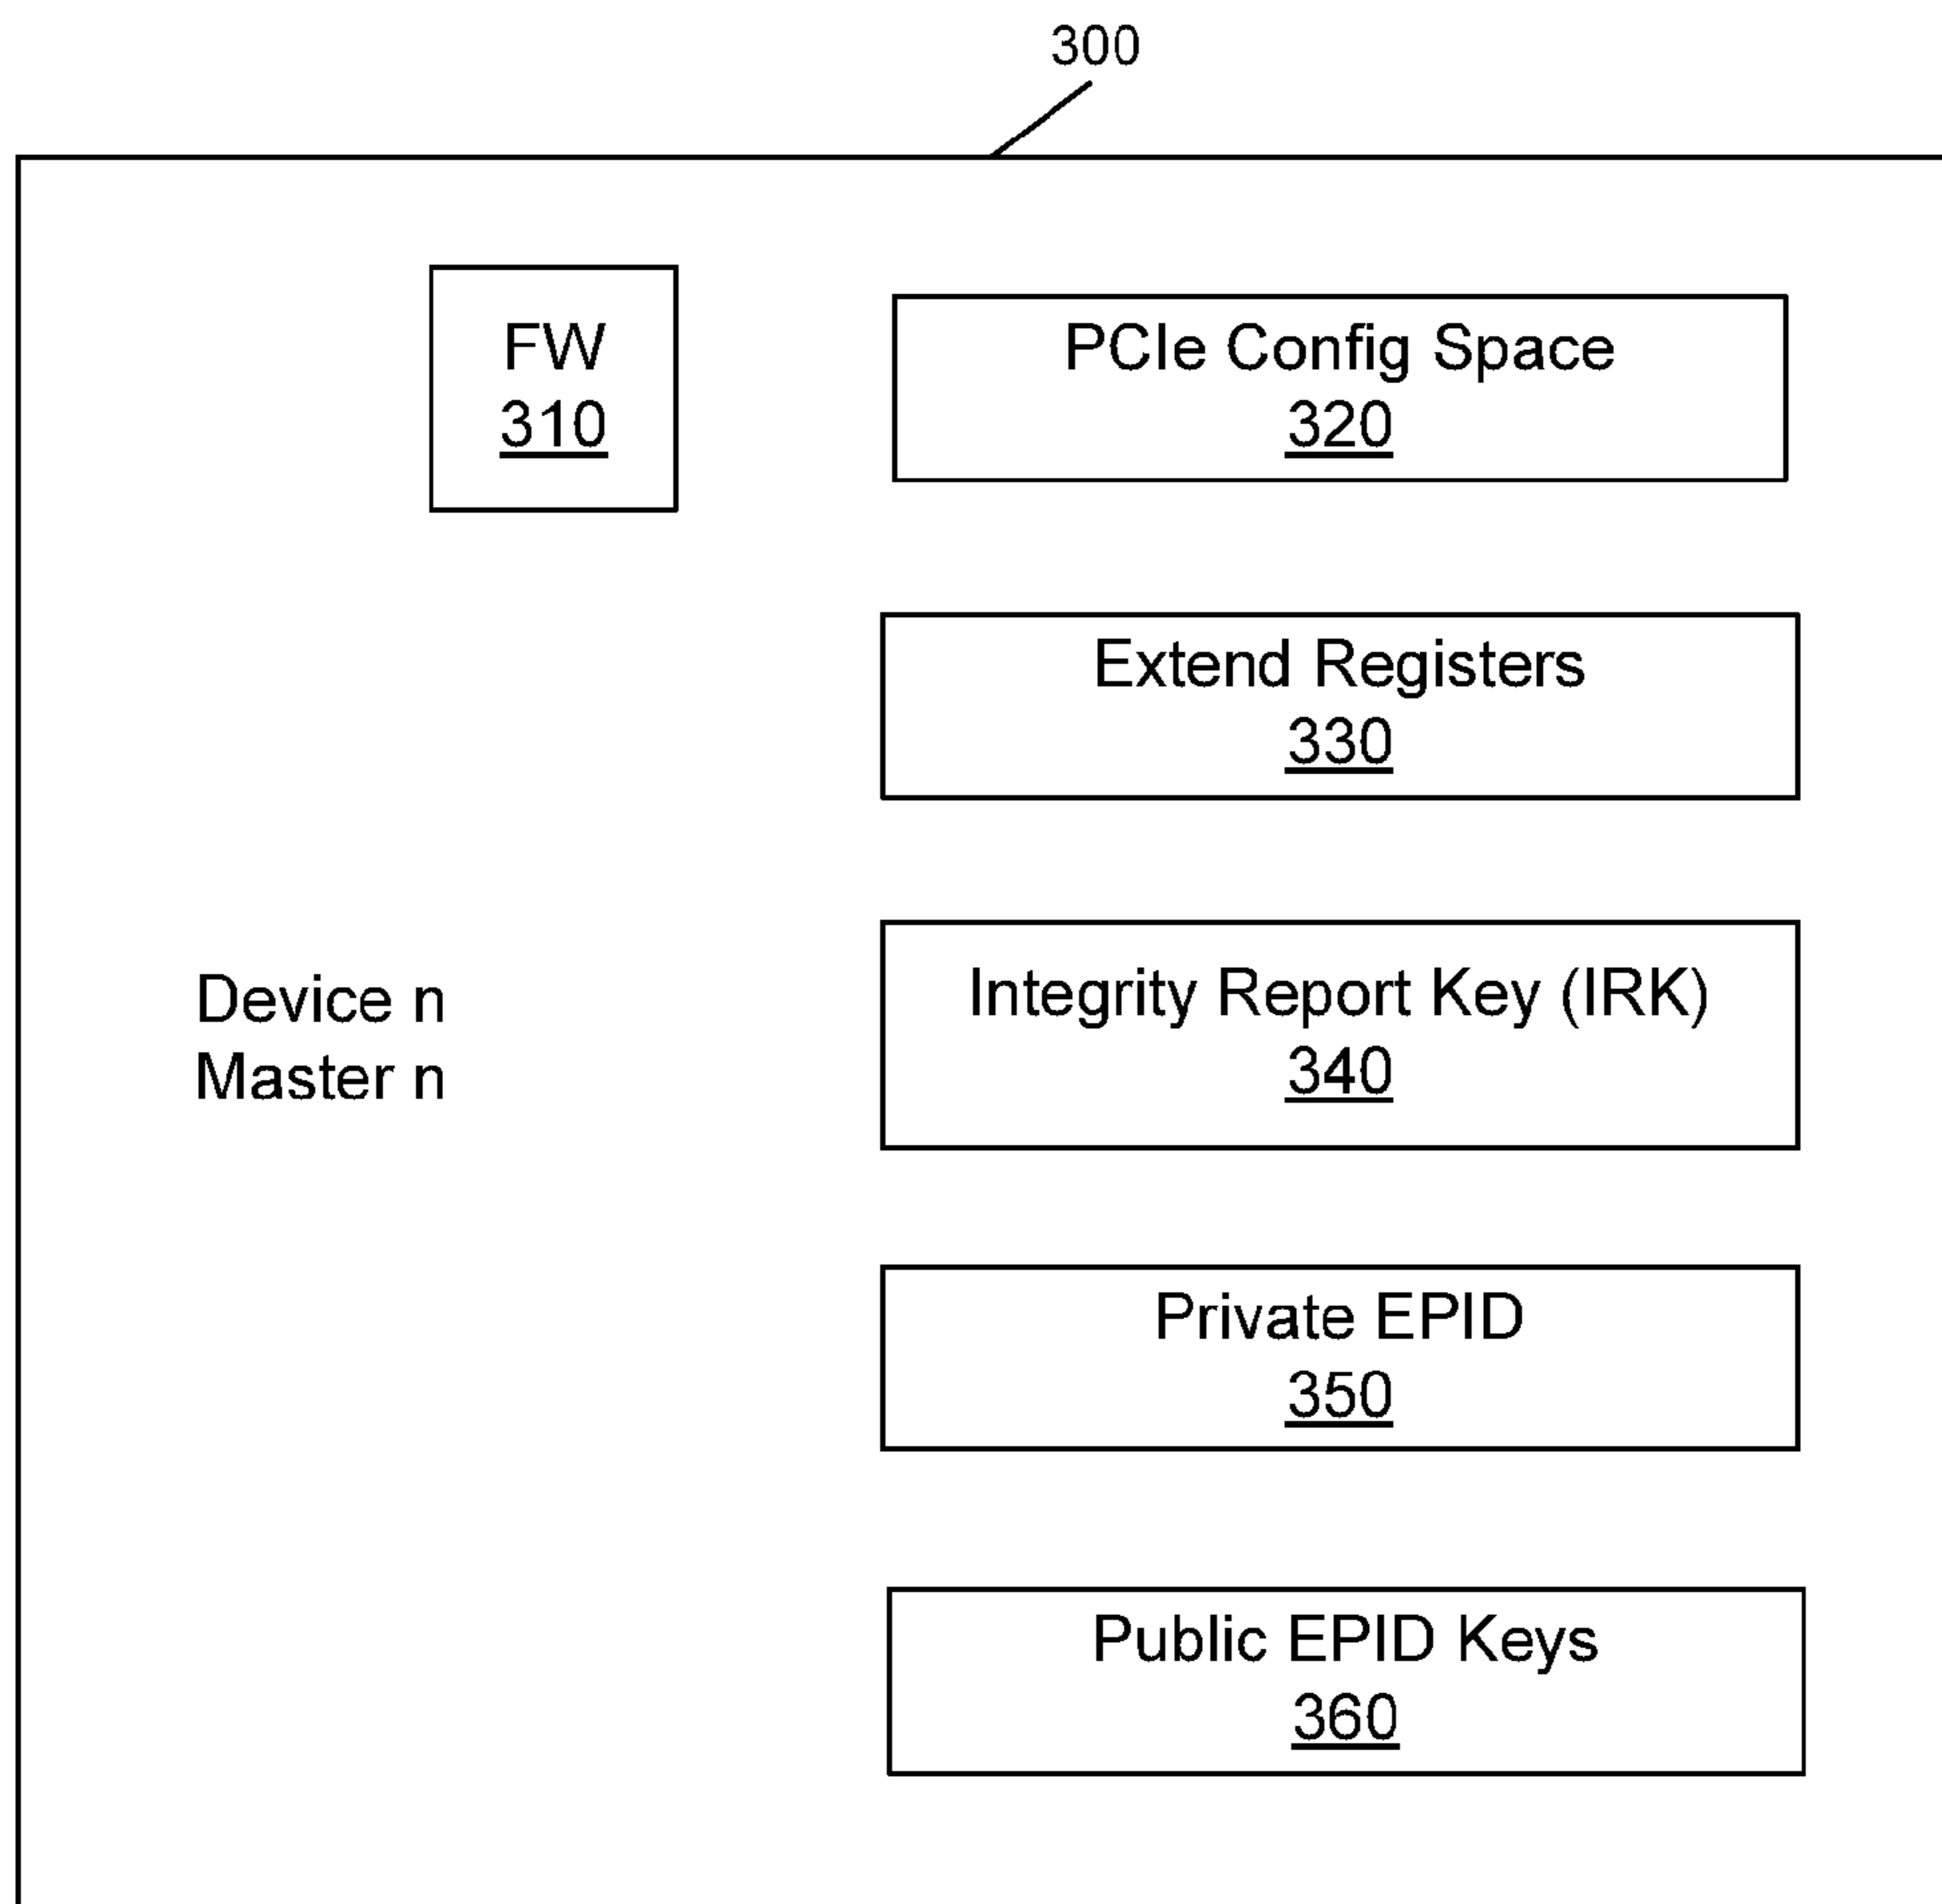 300
FW
310
PCIe Config Space
320
Extend Registers
330
Device n
Master n
Integrity Report Key (IRK)
340
Private EPID
350
Public EPID Keys
360